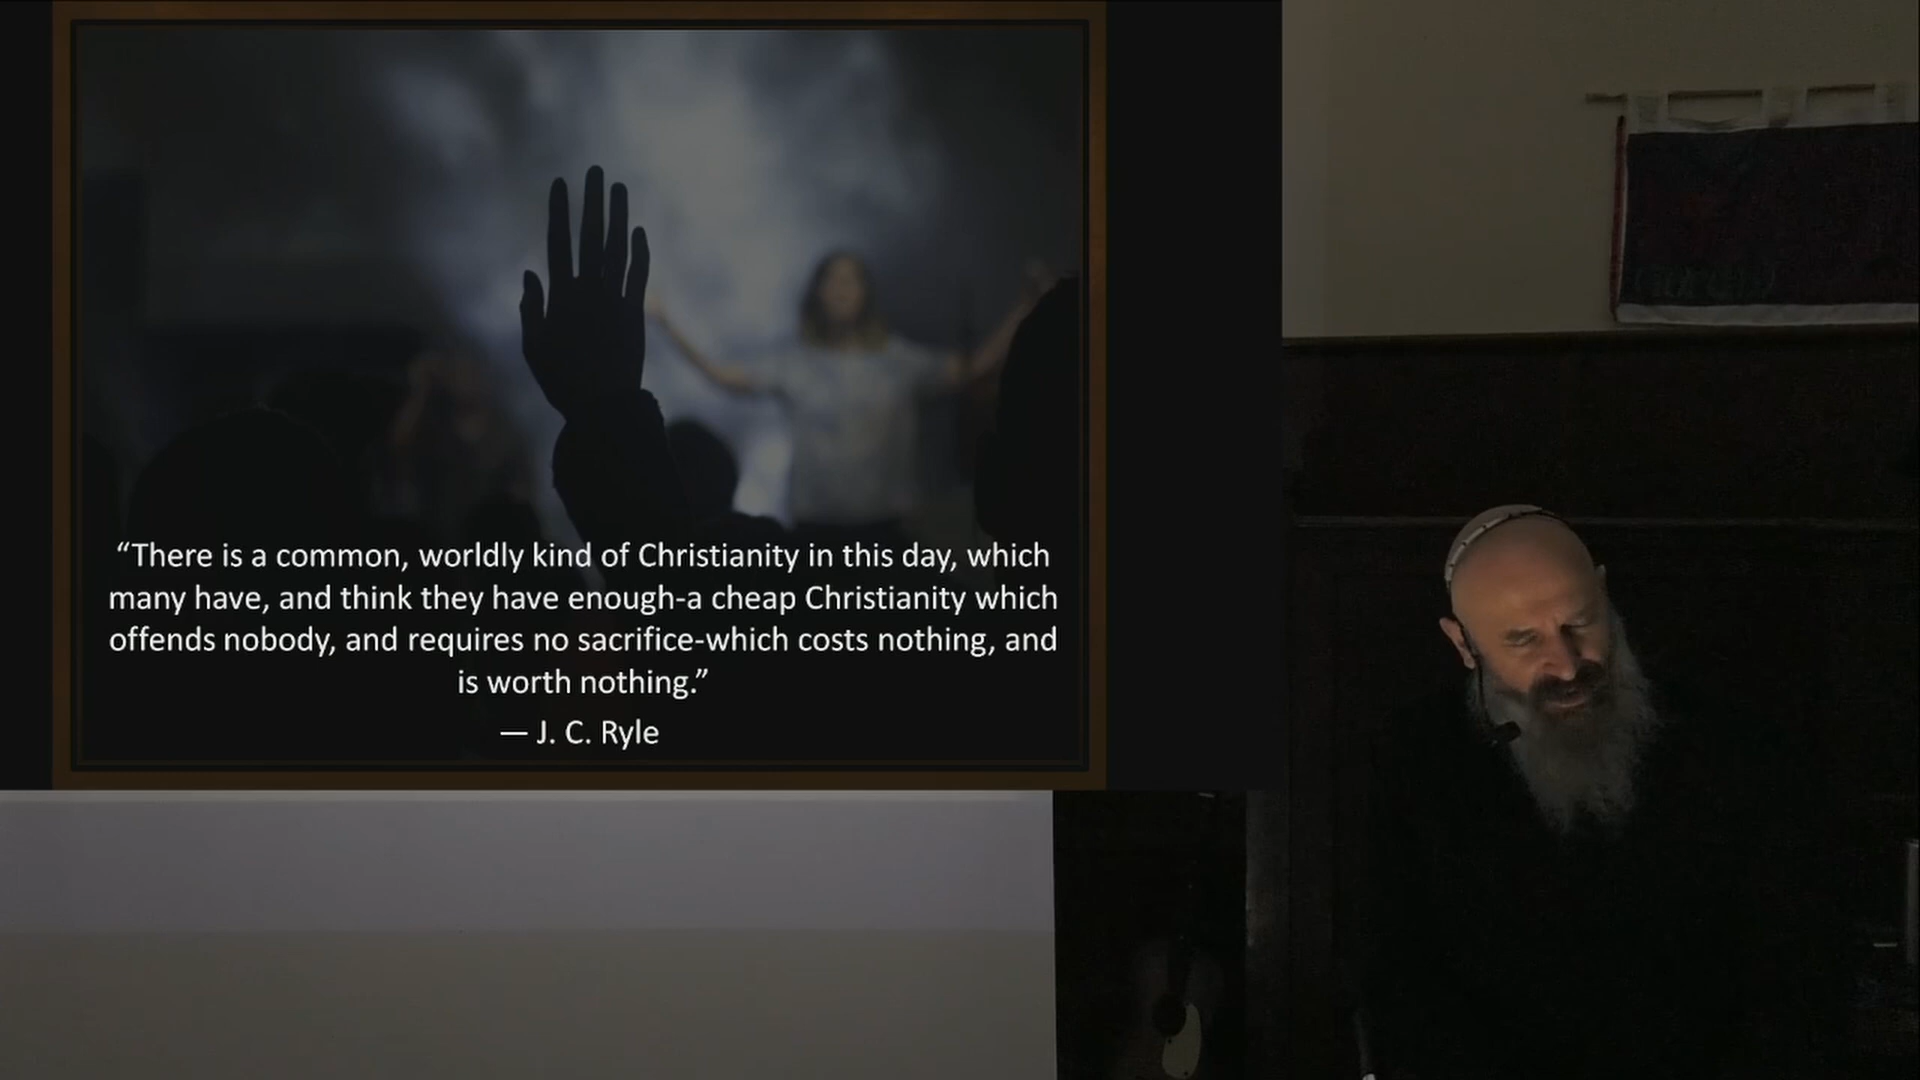 “There is a common, worldly kind of Christianity in this day, which
many have, and think they have enough-a cheap Christianity which
offends nobody, and requires no sacrifice-which costs nothing, and
is worth nothing.”
— J. C. Ryle